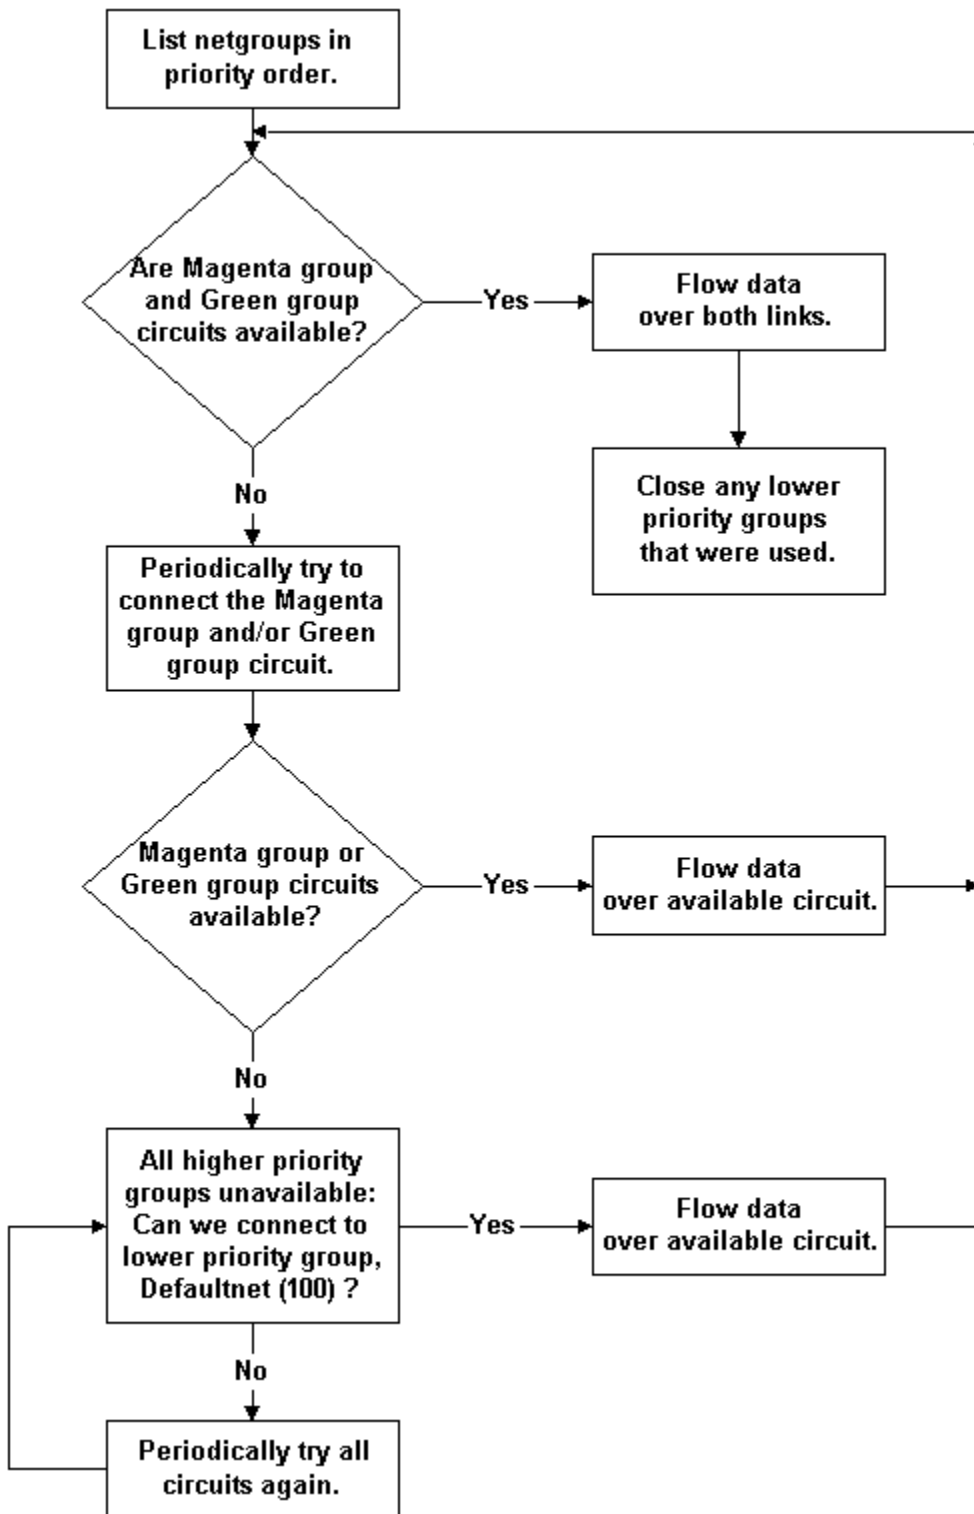 List netgroups in
priority order.
Are Magenta group
and Green group
circuits available?
Yes
Flow data
over both links.
Close any lower
priority groups
that were used.
No
Periodically try to
connect the Magenta
group and/or Green
group circuit.
Magenta group or
Green group circuits
available?
Yes
Flow data
over available circuit.
No
All higher priority
groups unavailable:
Can we connect to
lower priority group,
Defaultnet (100) ?
Yes
Flow data
over available circuit.
No
Periodically try all
circuits again.